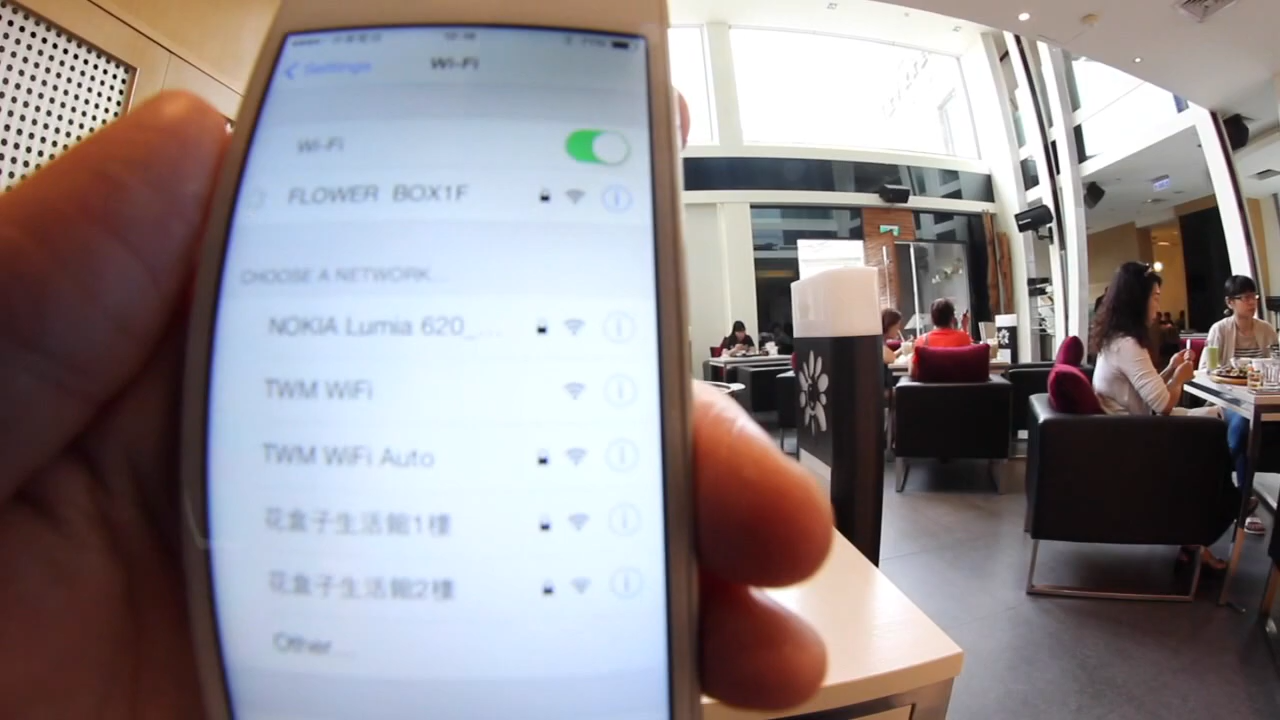 Settings
Wi-Fi
Wi-Fi
FLOWER BOX1F
CHOOSE A NETWORK...
NOKIA Lumia 620_...
TWM WiFi
TWM WiFi Auto
花盒子生活館1樓
花盒子生活館2樓
Other...